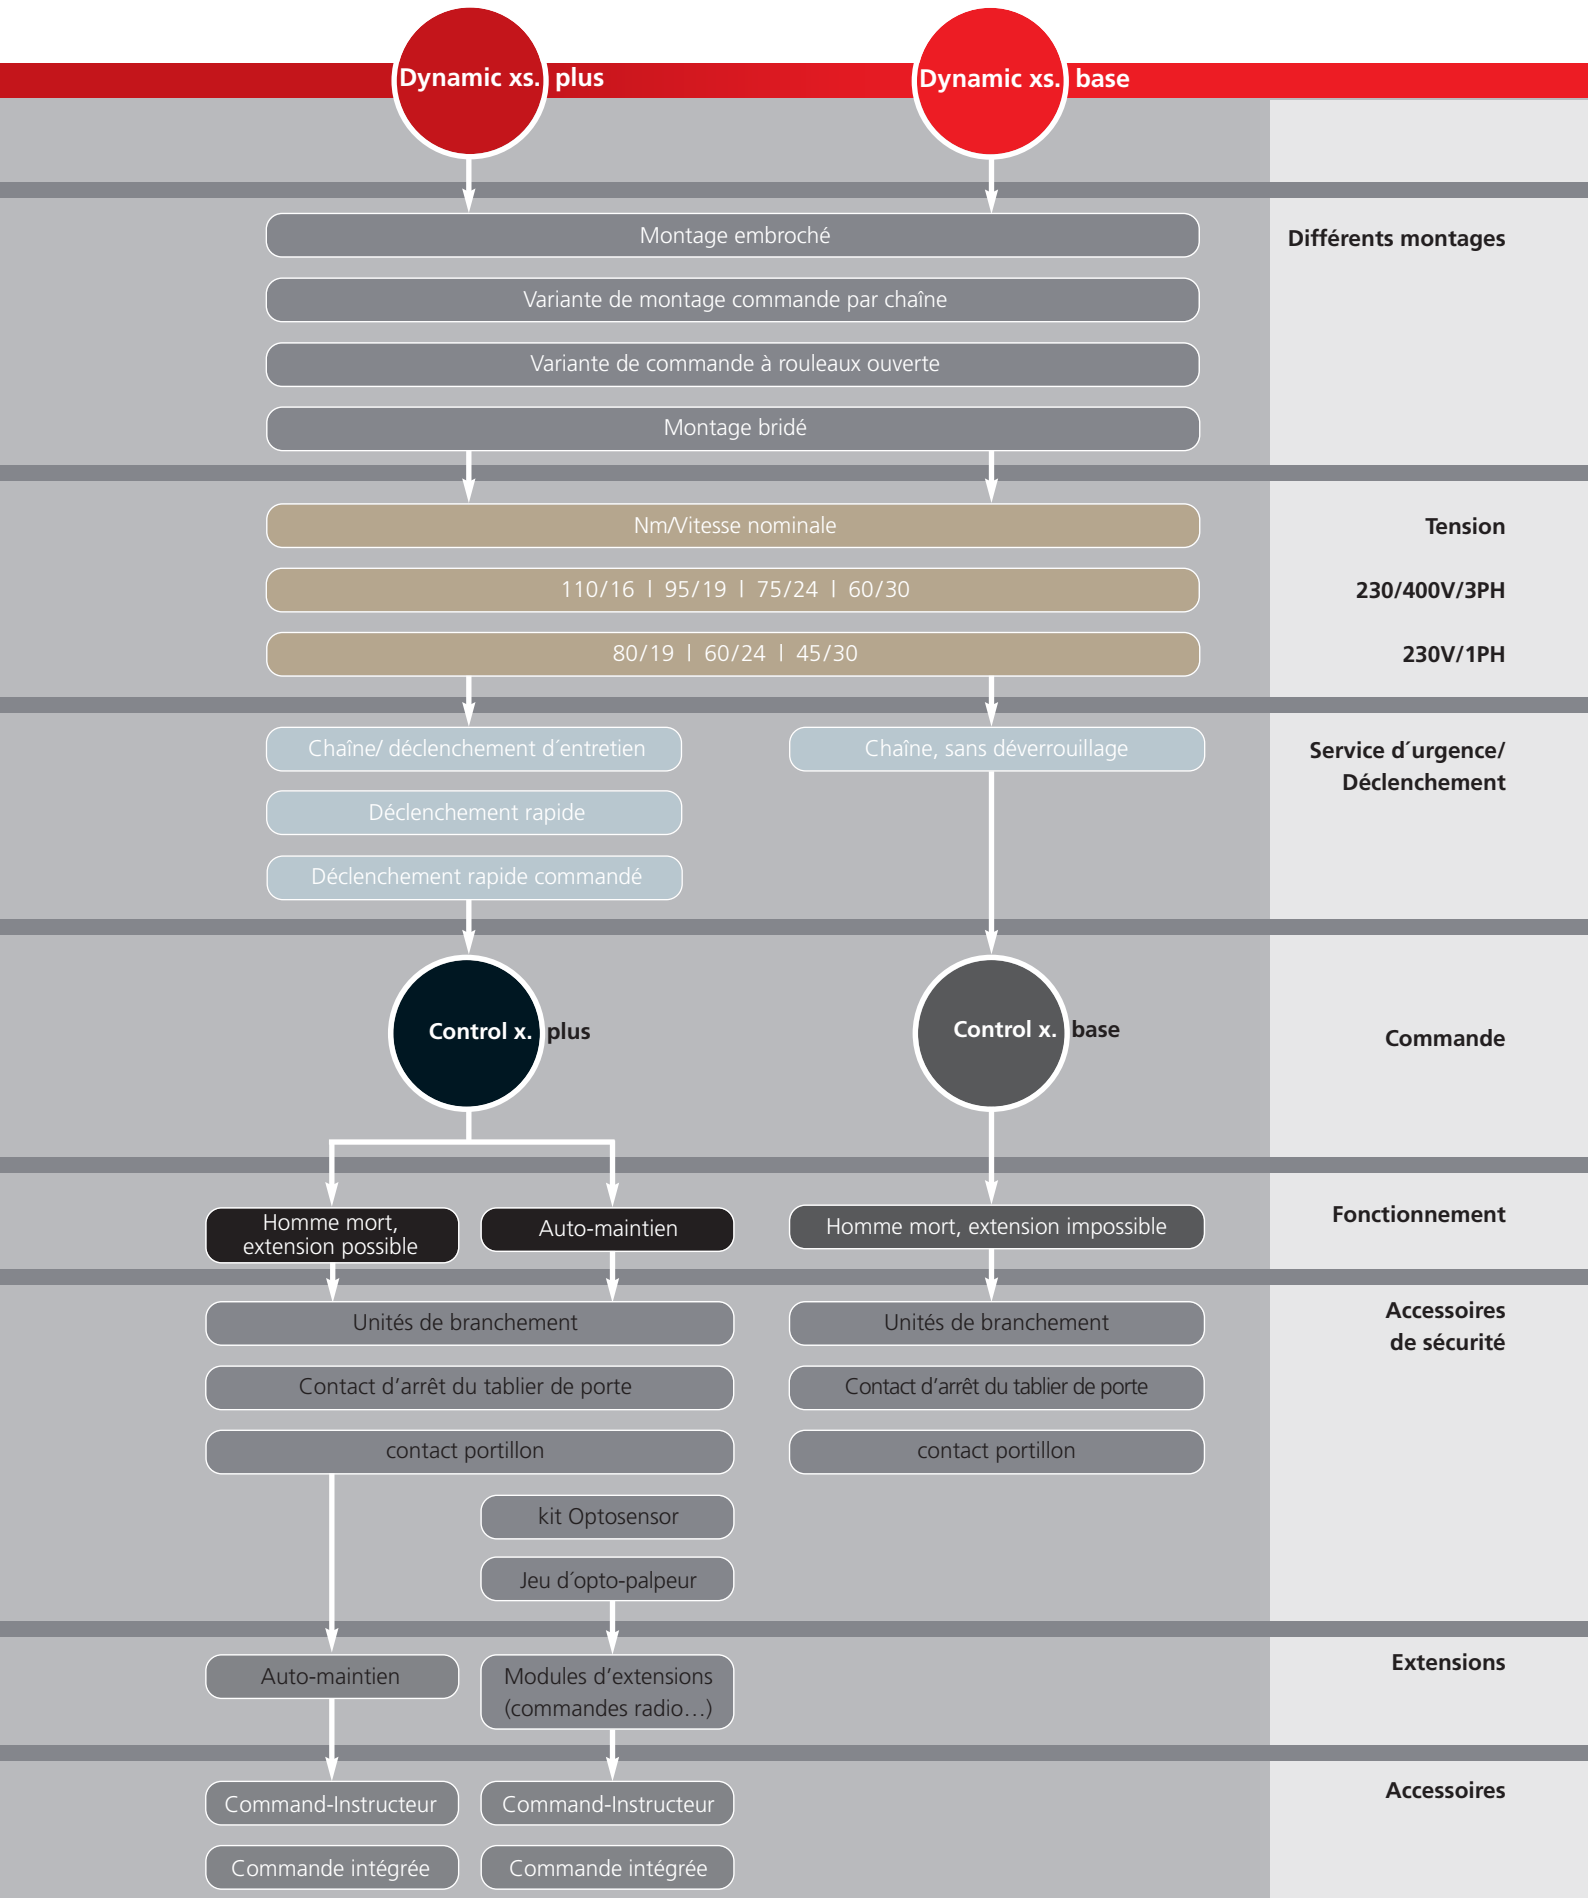 Dynamic xs. plus
Dynamic xs. base
Différents montages
Montage embroché
Variante de montage commande par chaîne
Variante de commande à rouleaux ouverte
Montage bridé
Nm/Vitesse nominale
Tension
110/16 | 95/19 | 75/24 | 60/30
230/400V/3PH
80/19 | 60/24 | 45/30
230V/1PH
Chaîne/ déclenchement d´entretien
Chaîne, sans déverrouillage
Service d´urgence/
Déclenchement
Déclenchement rapide
Déclenchement rapide commandé
Control x. plus
Control x. base
Commande
Homme mort,
extension possible
Auto-maintien
Homme mort, extension impossible
Fonctionnement
Unités de branchement
Unités de branchement
Accessoires
de sécurité
Contact d’arrêt du tablier de porte
Contact d’arrêt du tablier de porte
contact portillon
contact portillon
kit Optosensor
Jeu d´opto-palpeur
Auto-maintien
Modules d’extensions
(commandes radio…)
Extensions
Command-Instructeur
Command-Instructeur
Accessoires
Commande intégrée
Commande intégrée